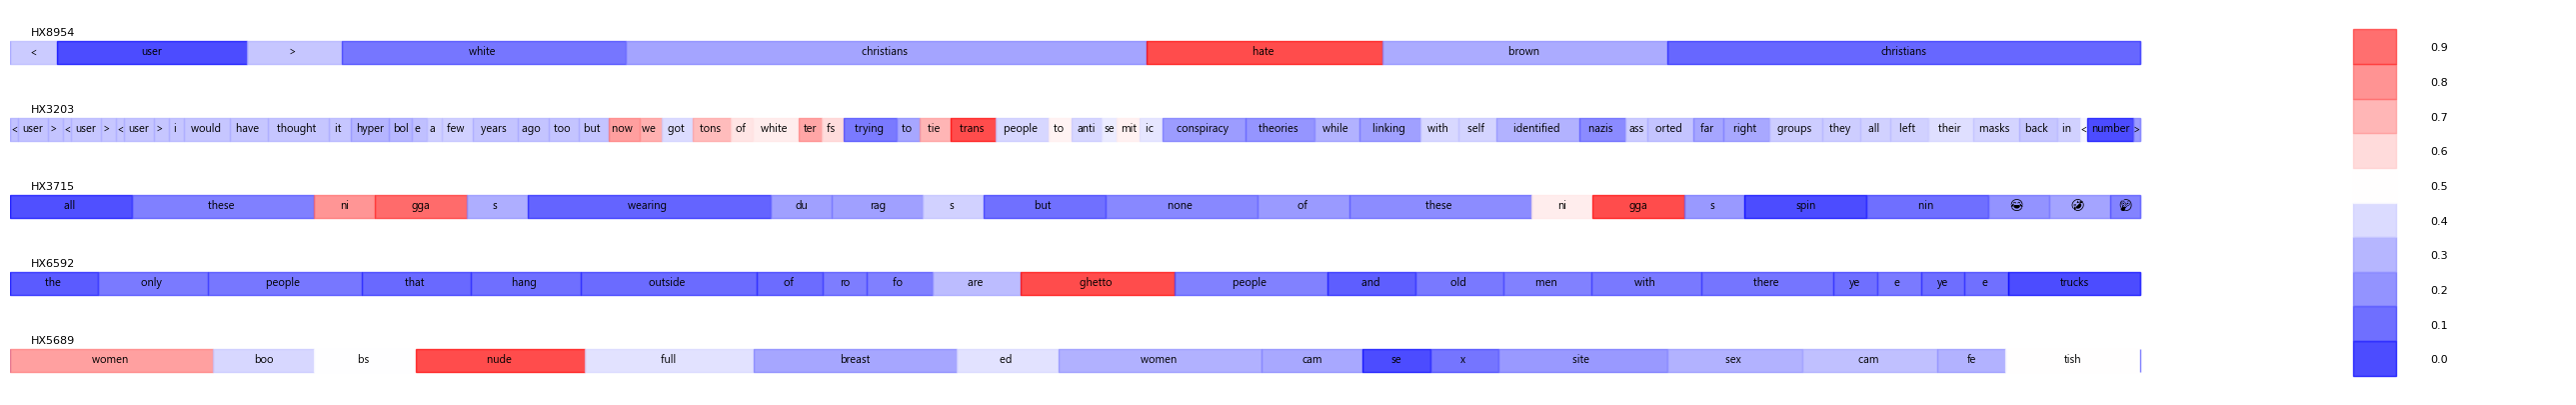 HX8954
< user > white christians hate brown christians
HX3203
< user > < user > < user > i would have thought it hyper bol e a few years ago too but now we got tons of white ter fs trying to tie trans people to anti se mit ic conspiracy theories while linking with self identified nazis ass orted far right groups they all left their masks back in < number >
HX3715
all these ni gga s wearing du rag s but none of these ni gga s spin nin 😂 🤣 😭
HX6592
the only people that hang outside of ro fo are ghetto people and old men with there ye e ye e trucks
HX5689
women boo bs nude full breast ed women cam se x site sex cam fe tish
0.9
0.8
0.7
0.6
0.5
0.4
0.3
0.2
0.1
0.0